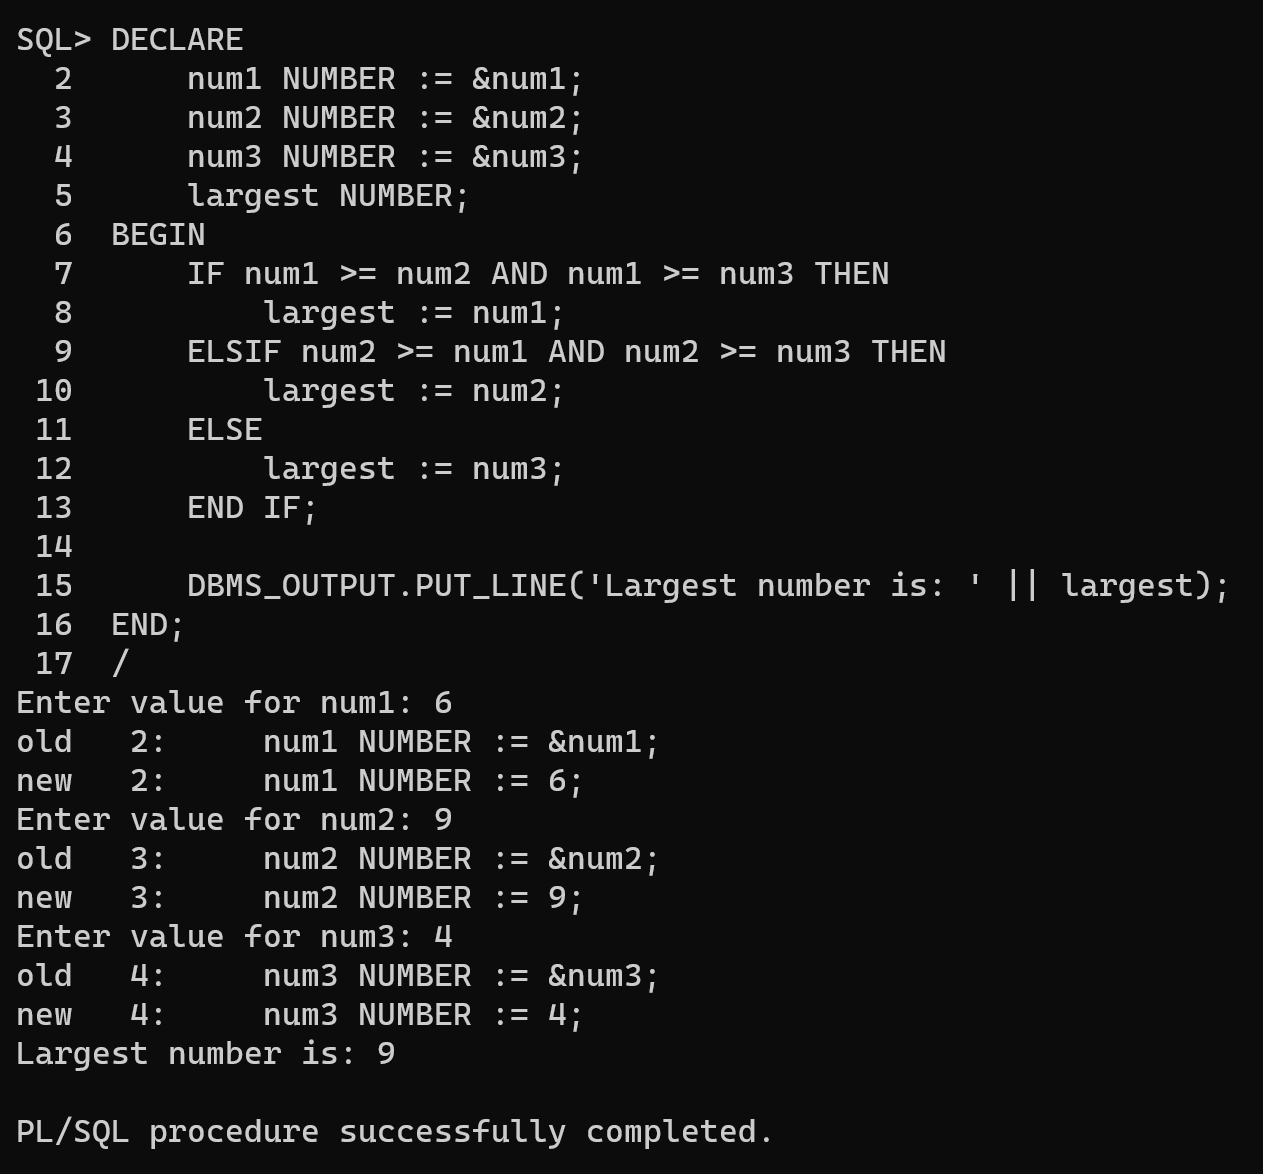 SQL> DECLARE
  2      num1 NUMBER := &num1;
  3      num2 NUMBER := &num2;
  4      num3 NUMBER := &num3;
  5      largest NUMBER;
  6  BEGIN
  7      IF num1 >= num2 AND num1 >= num3 THEN
  8          largest := num1;
  9      ELSIF num2 >= num1 AND num2 >= num3 THEN
 10          largest := num2;
 11      ELSE
 12          largest := num3;
 13      END IF;
 14
 15      DBMS_OUTPUT.PUT_LINE('Largest number is: ' || largest);
 16  END;
 17  /
Enter value for num1: 6
old   2:     num1 NUMBER := &num1;
new   2:     num1 NUMBER := 6;
Enter value for num2: 9
old   3:     num2 NUMBER := &num2;
new   3:     num2 NUMBER := 9;
Enter value for num3: 4
old   4:     num3 NUMBER := &num3;
new   4:     num3 NUMBER := 4;
Largest number is: 9

PL/SQL procedure successfully completed.